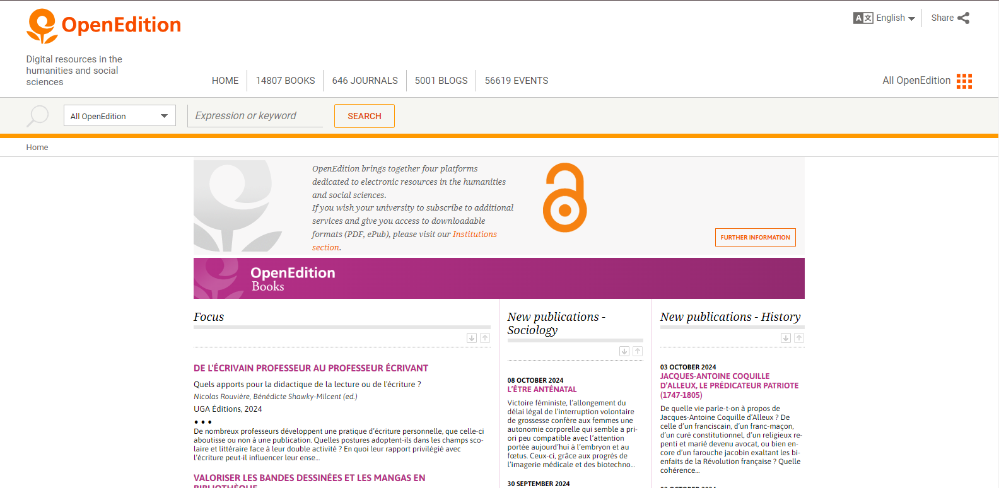 OpenEdition
English
Share
Digital resources in the
humanities and social
sciences
HOME
14807 BOOKS
646 JOURNALS
5001 BLOGS
56619 EVENTS
All OpenEdition
All OpenEdition
Expression or keyword
SEARCH
Home
OpenEdition brings together four platforms
dedicated to electronic resources in the humanities
and social sciences.
If you wish your university to subscribe to additional
services and give you access to downloadable
formats (PDF, ePub), please visit our Institutions
section.
FURTHER INFORMATION
OpenEdition
Books
Focus
DE L'ÉCRIVAIN PROFESSEUR AU PROFESSEUR ÉCRIVANT
Quels apports pour la didactique de la lecture ou de l'écriture ?
Nicolas Rouvière, Bénédicte Shawky-Milcent (ed.)
UGA Éditions, 2024
• • •
De nombreux professeurs développent une pratique d’écriture personnelle, que celle-ci
aboutisse ou non à une publication. Quelles postures adoptent-ils dans les champs sco-
laire et littéraire face à leur double activité ? En quoi leur rapport privilégié avec
l’écriture peut-il influencer leur ense…
VALORISER LES BANDES DESSINÉES ET LES MANGAS EN
BIBLIOTHÈQUE
New publications -
Sociology
08 OCTOBER 2024
L’ÊTRE ANTÉNATAL
Victoire féministe, l’allongement du
délai légal de l’interruption volontaire
de grossesse confère aux femmes une
autonomie corporelle qui semble a pri-
ori peu compatible avec l’attention
portée aujourd’hui à l’embryon et au
fœtus. Ceux-ci, grâce aux progrès de
l’imagerie médicale et des biotechno…
30 SEPTEMBER 2024
New publications - History
03 OCTOBER 2024
JACQUES-ANTOINE COQUILLE
D’ALLEUX, LE PRÉDICATEUR PATRIOTE
(1747-1805)
De quelle vie parle-t-on à propos de
Jacques-Antoine Coquille d’Alleux ? De
celle d’un franciscain, d’un franc-maçon,
d’un curé constitutionnel, d’un religieux re-
penti et marié devenu avocat, ou bien en-
core d’un farouche jacobin exaltant les bi-
enfaits de la Révolution française ? Quelle
cohérence…